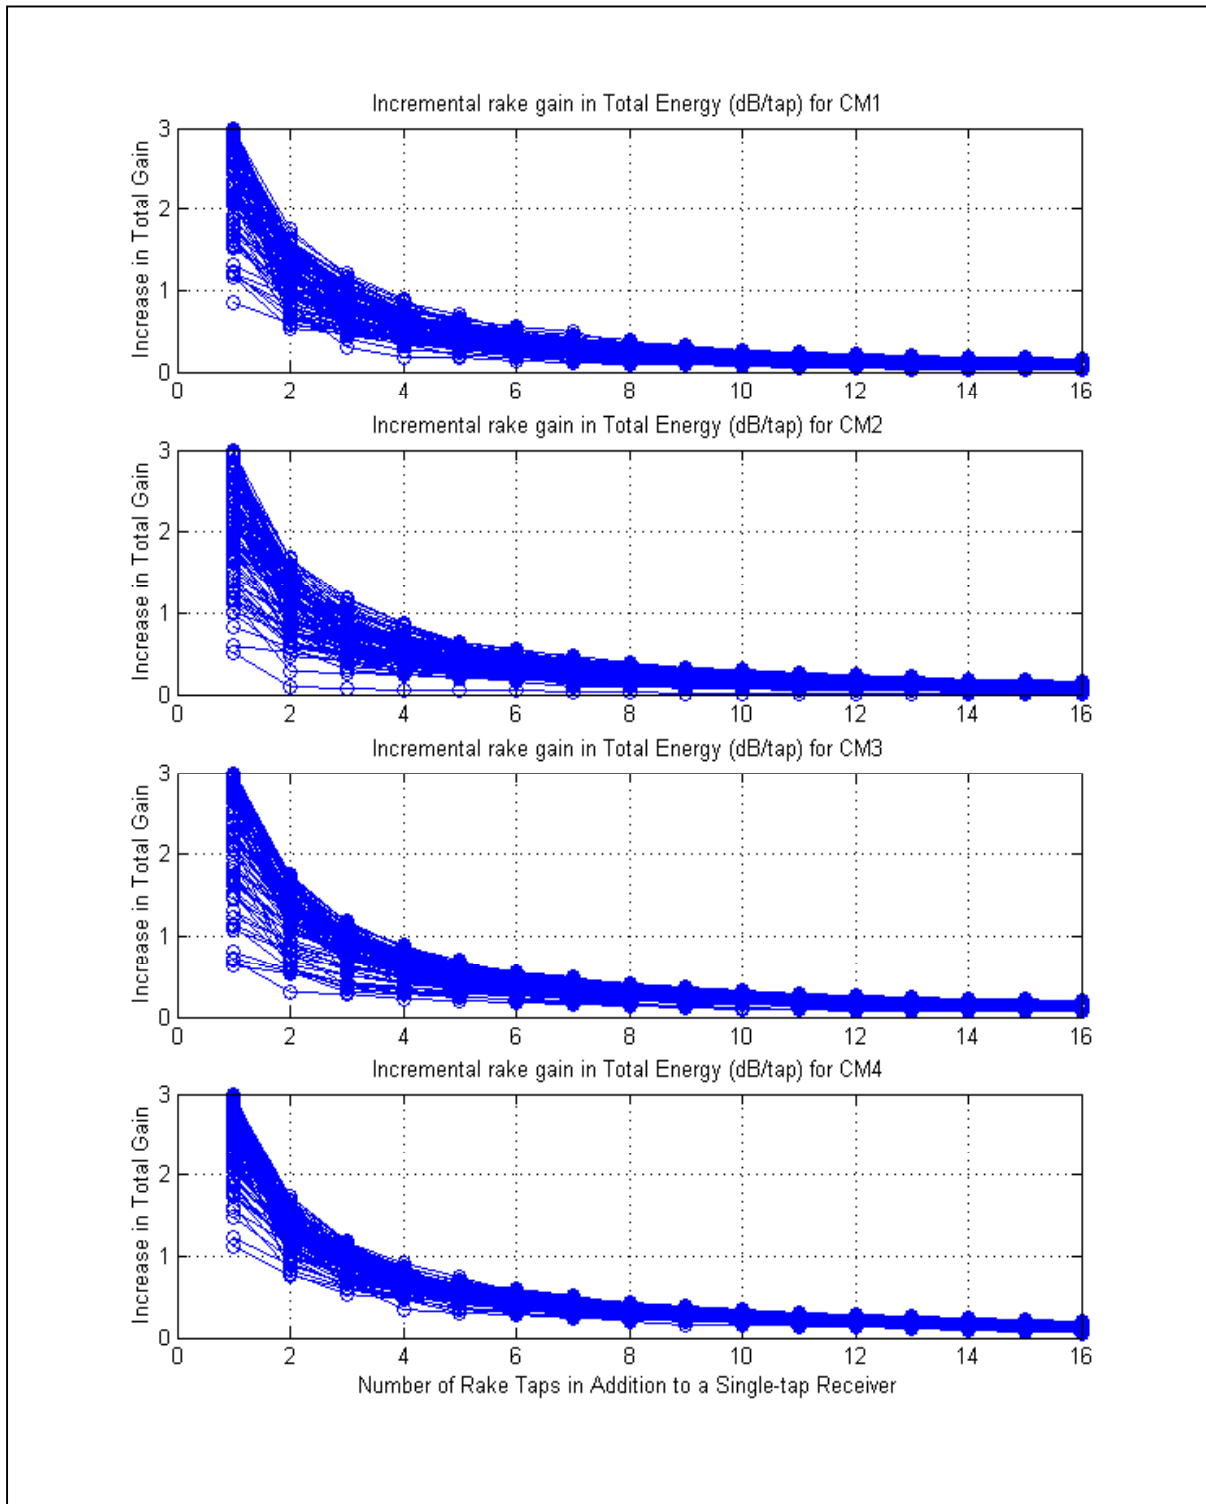 Incremental rake gain in Total Energy (dB/tap) for CM1
Increase in Total Gain
3
2
1
0
0 2 4 6 8 10 12 14 16
Incremental rake gain in Total Energy (dB/tap) for CM2
Increase in Total Gain
3
2
1
0
0 2 4 6 8 10 12 14 16
Incremental rake gain in Total Energy (dB/tap) for CM3
Increase in Total Gain
3
2
1
0
0 2 4 6 8 10 12 14 16
Incremental rake gain in Total Energy (dB/tap) for CM4
Increase in Total Gain
3
2
1
0
0 2 4 6 8 10 12 14 16
Number of Rake Taps in Addition to a Single-tap Receiver